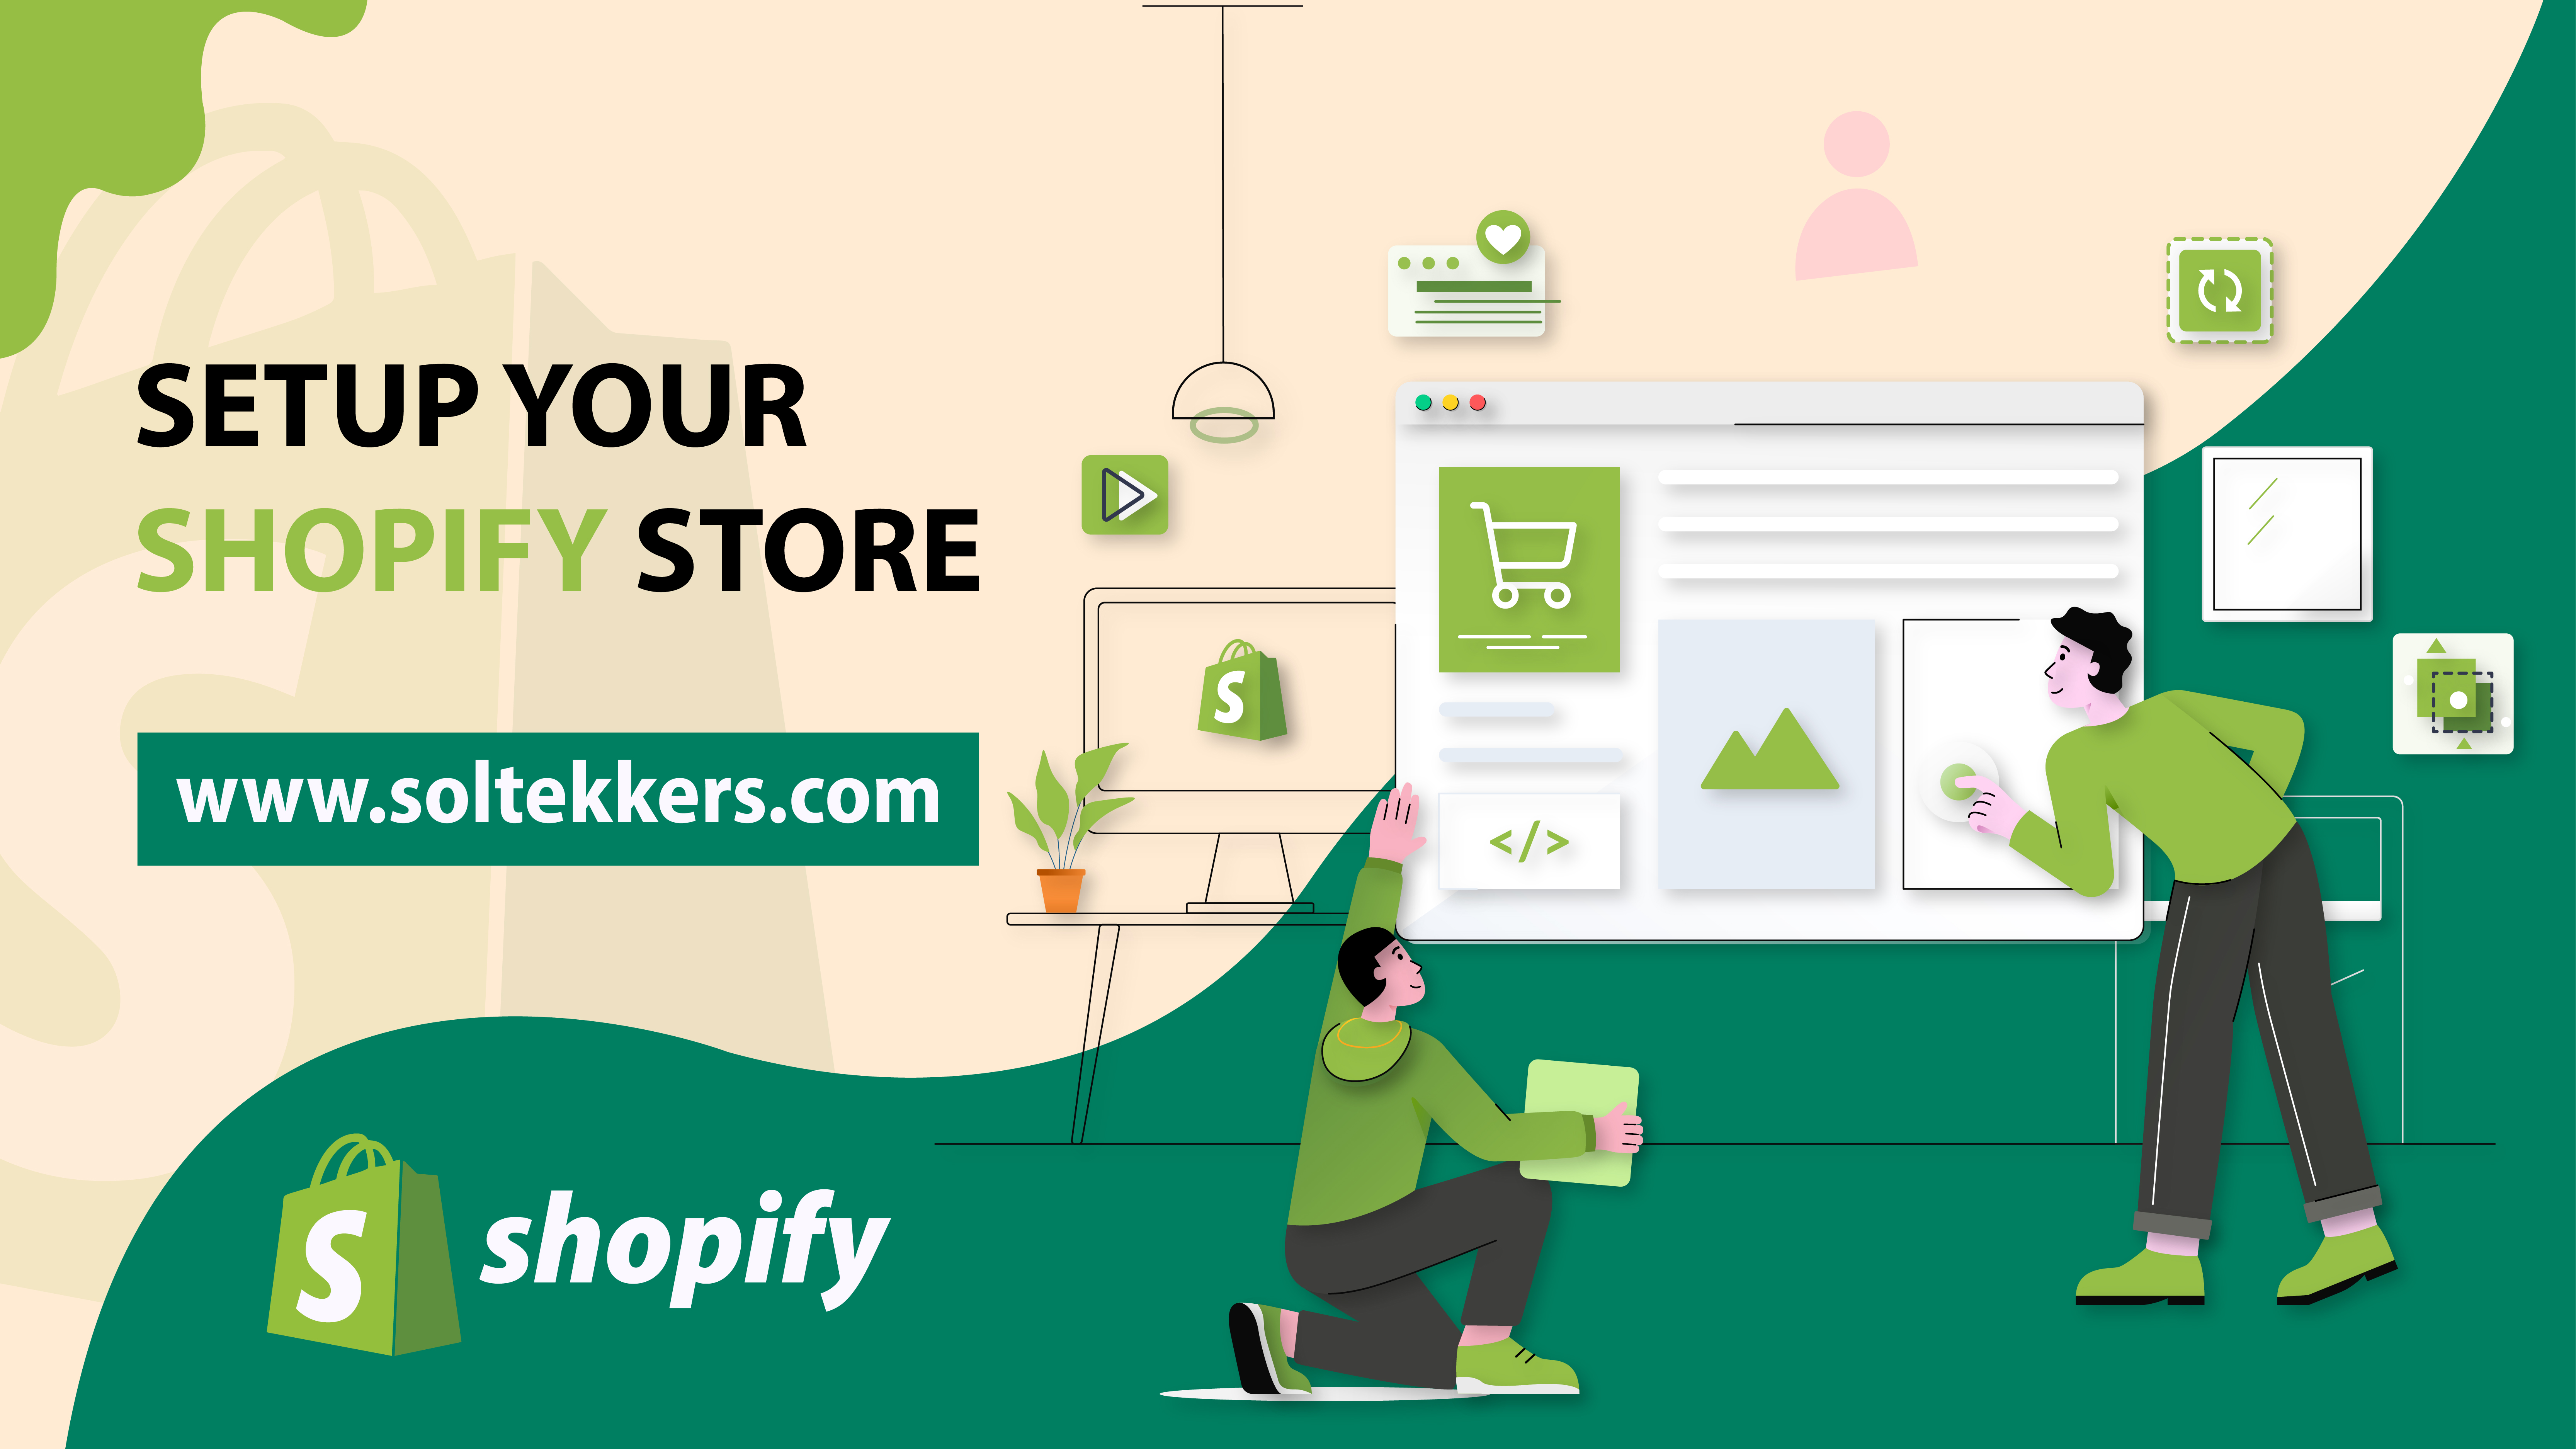 SETUP YOUR
SHOPIFY STORE
www.soltekkers.com
S
</>
S shopify